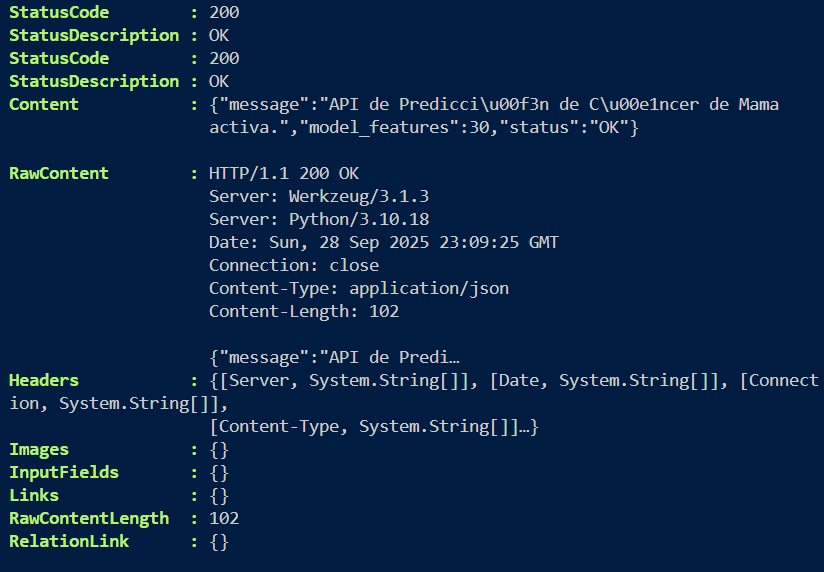 StatusCode        : 200
StatusDescription : OK
StatusCode        : 200
StatusDescription : OK
Content           : {"message":"API de Predicci\u00f3n de C\u00e1ncer de Mama
                    activa.","model_features":30,"status":"OK"}

RawContent        : HTTP/1.1 200 OK
                    Server: Werkzeug/3.1.3
                    Server: Python/3.10.18
                    Date: Sun, 28 Sep 2025 23:09:25 GMT
                    Connection: close
                    Content-Type: application/json
                    Content-Length: 102

                    {"message":"API de Predi…
Headers           : {[Server, System.String[]], [Date, System.String[]], [Connect
ion, System.String[]],
                    [Content-Type, System.String[]]…}
Images            : {}
InputFields       : {}
Links             : {}
RawContentLength  : 102
RelationLink      : {}